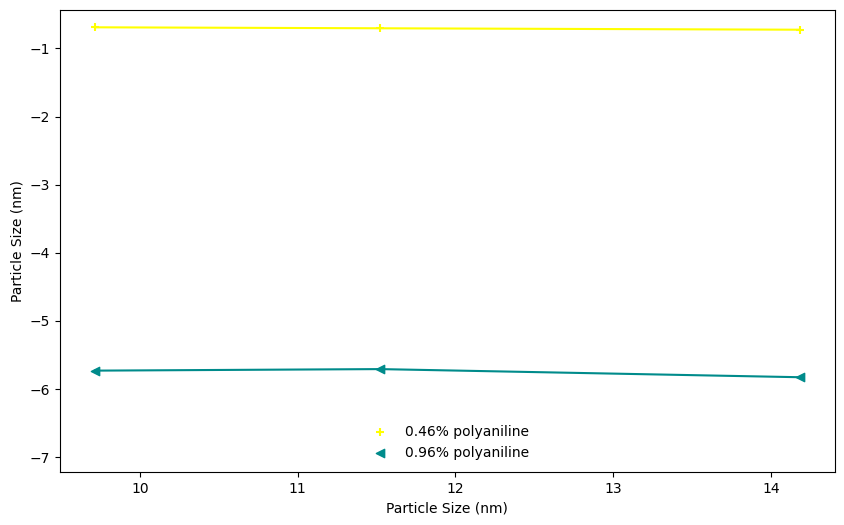 −1
−2
−3
−4
−5
−6
−7
Particle Size (nm)
0.46% polyaniline
0.96% polyaniline
10 11 12 13 14
Particle Size (nm)